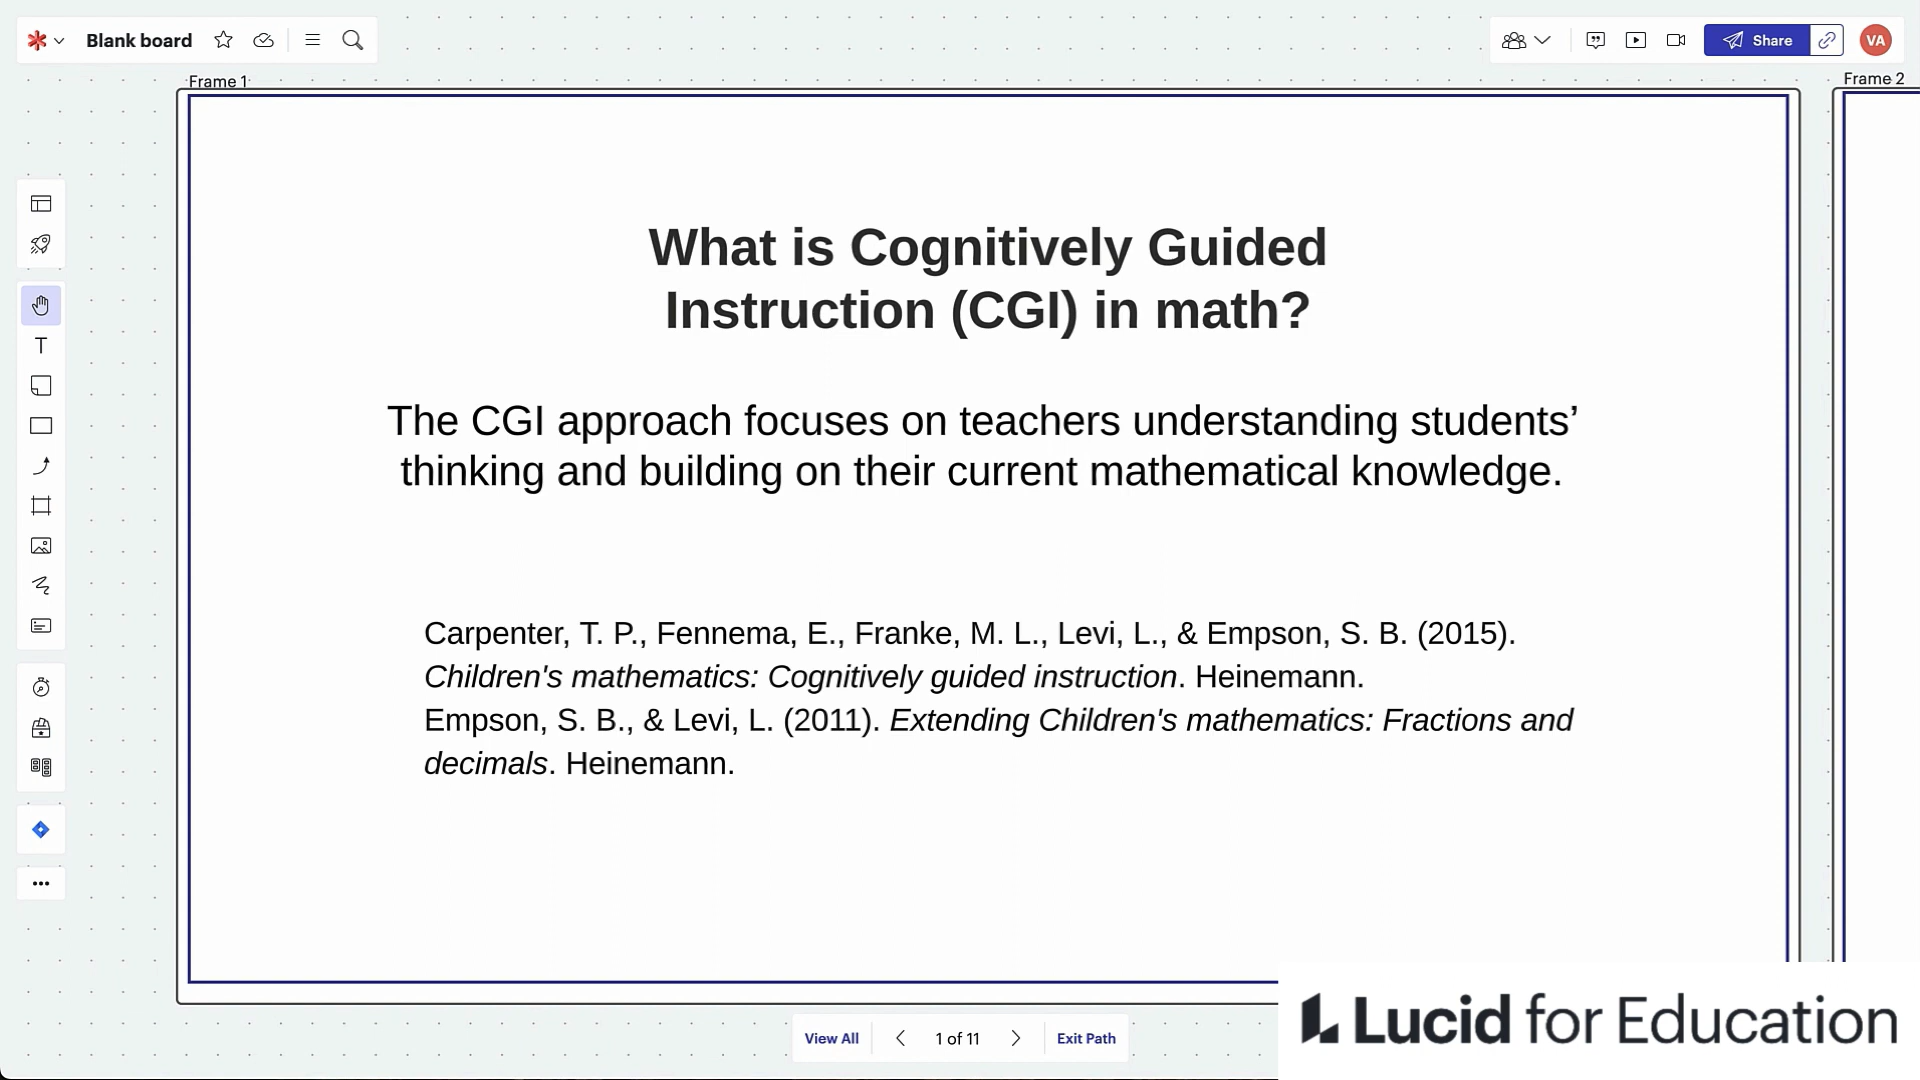 Blank board
Share
VA
Frame 1
Frame 2
What is Cognitively Guided
Instruction (CGI) in math?
The CGI approach focuses on teachers understanding students’
thinking and building on their current mathematical knowledge.
Carpenter, T. P., Fennema, E., Franke, M. L., Levi, L., & Empson, S. B. (2015).
Children's mathematics: Cognitively guided instruction. Heinemann.
Empson, S. B., & Levi, L. (2011). Extending Children's mathematics: Fractions and
decimals. Heinemann.
T
View All
1 of 11
Exit Path
Lucid for Education